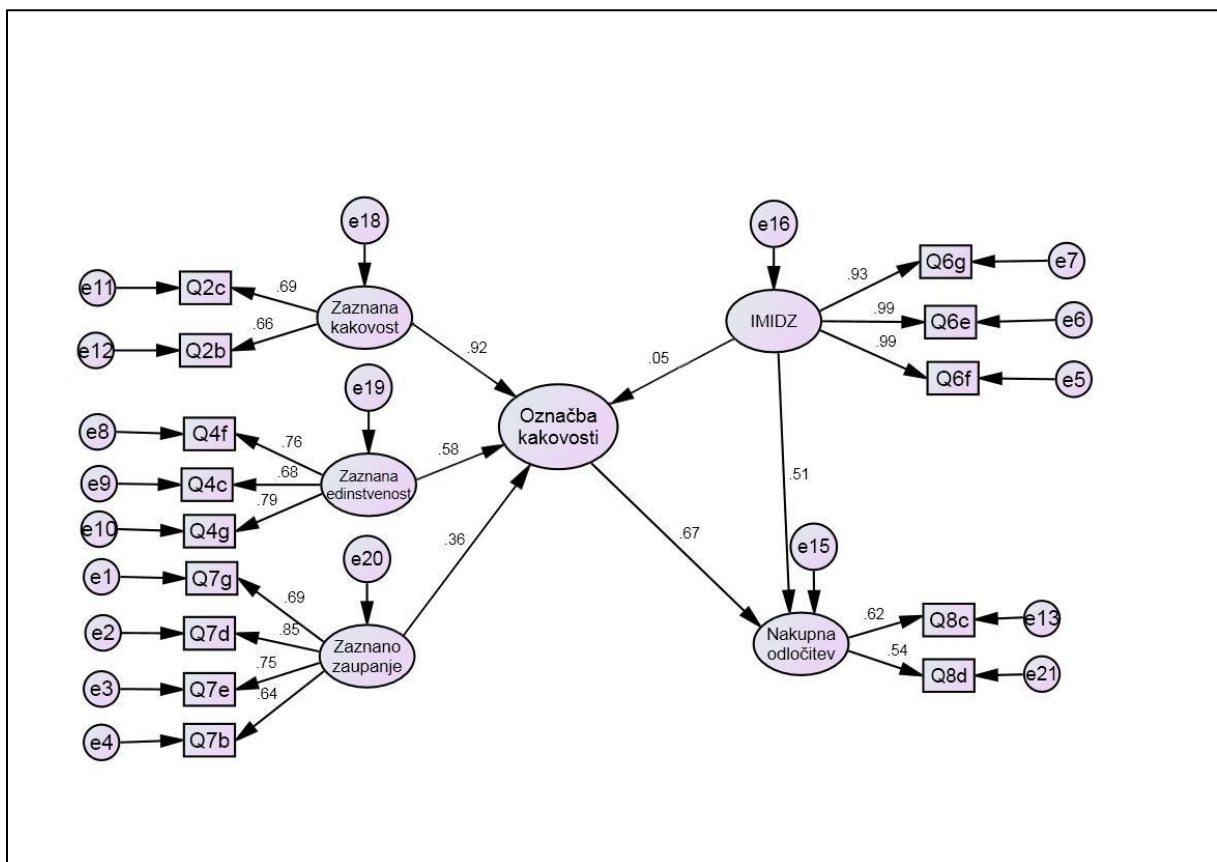 e18
e11
Q2c
.69
Zaznana
kakovost
e12
Q2b
.66
.92
e19
e8
Q4f
.76
e9
Q4c
.68
Zaznana
edinstvenost
.58
e10
Q4g
.79
e20
e1
Q7g
.69
e2
Q7d
.85
Zaznano
zaupanje
.36
e3
Q7e
.75
e4
Q7b
.64
Označba
kakovosti
e16
IMIDZ
.93
Q6g
e7
.99
Q6e
e6
.99
Q6f
e5
.05
.51
.67
e15
Nakupna
odločitev
.62
Q8c
e13
.54
Q8d
e21